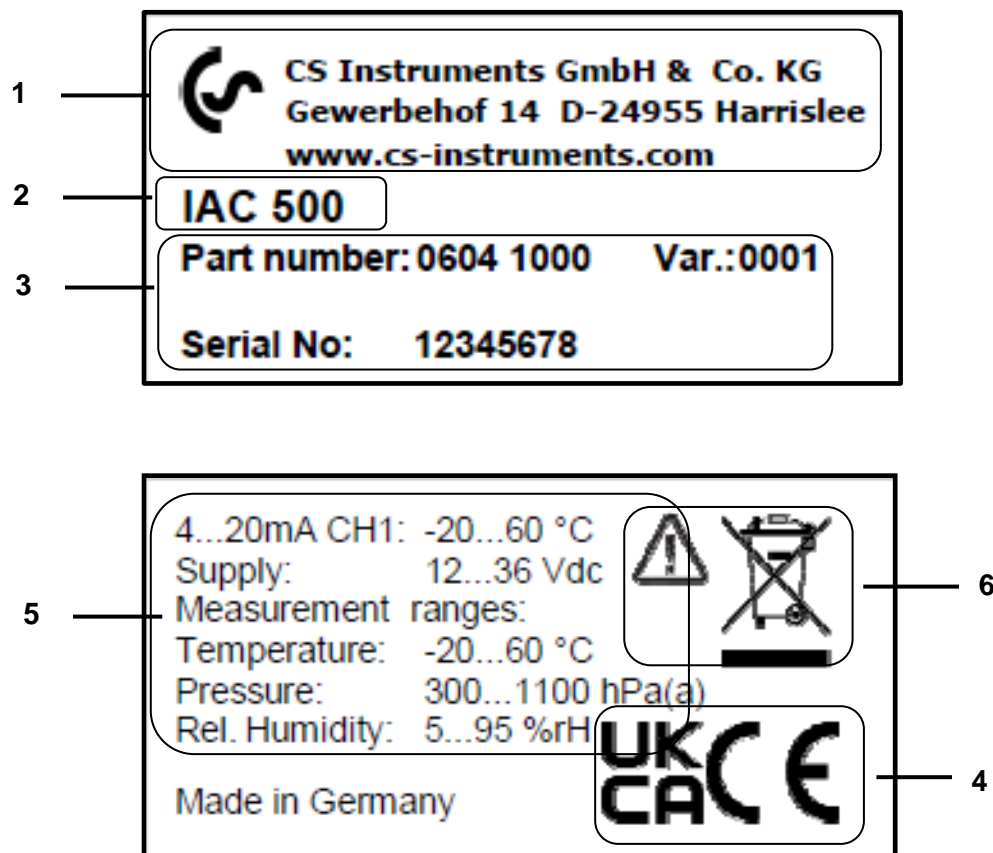 1
CS Instruments GmbH & Co. KG
Gewerbehof 14 D-24955 Harrislee
www.cs-instruments.com
2
IAC 500
3
Part number: 0604 1000 Var.:0001
Serial No: 12345678
4...20mA CH1: -20...60 °C
Supply: 12...36 Vdc
6
5
Measurement ranges:
Temperature: -20...60 °C
Pressure: 300...1100 hPa(a)
Rel. Humidity: 5...95 %rH
UK
CA CE
4
Made in Germany